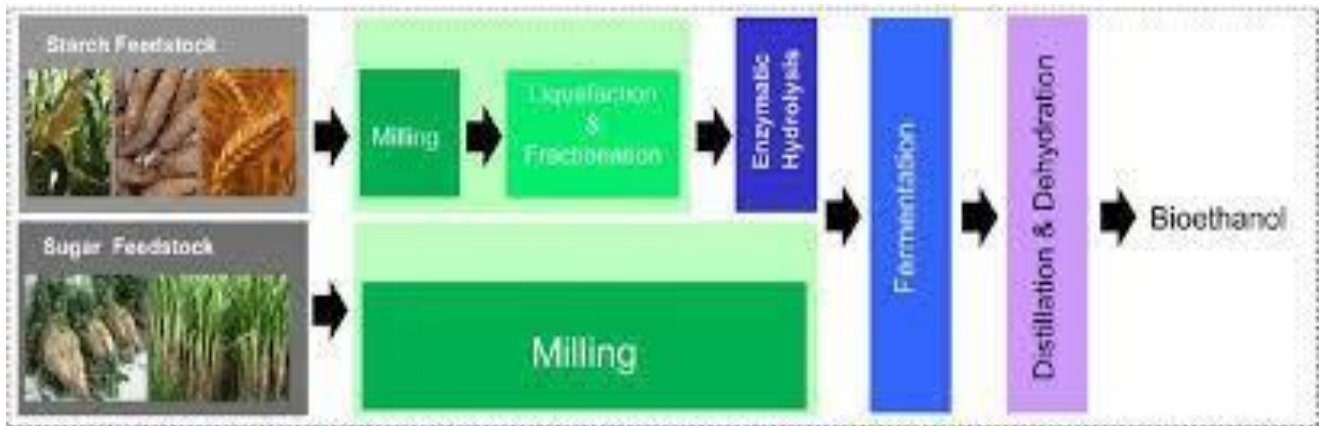 Starch Feedstock
Milling
Liquefaction
&
Fractionation
Enzymatic
Hydrolysis
Sugar Feedstock
Milling
Fermentation
Distillation & Dehydration
Bioethanol